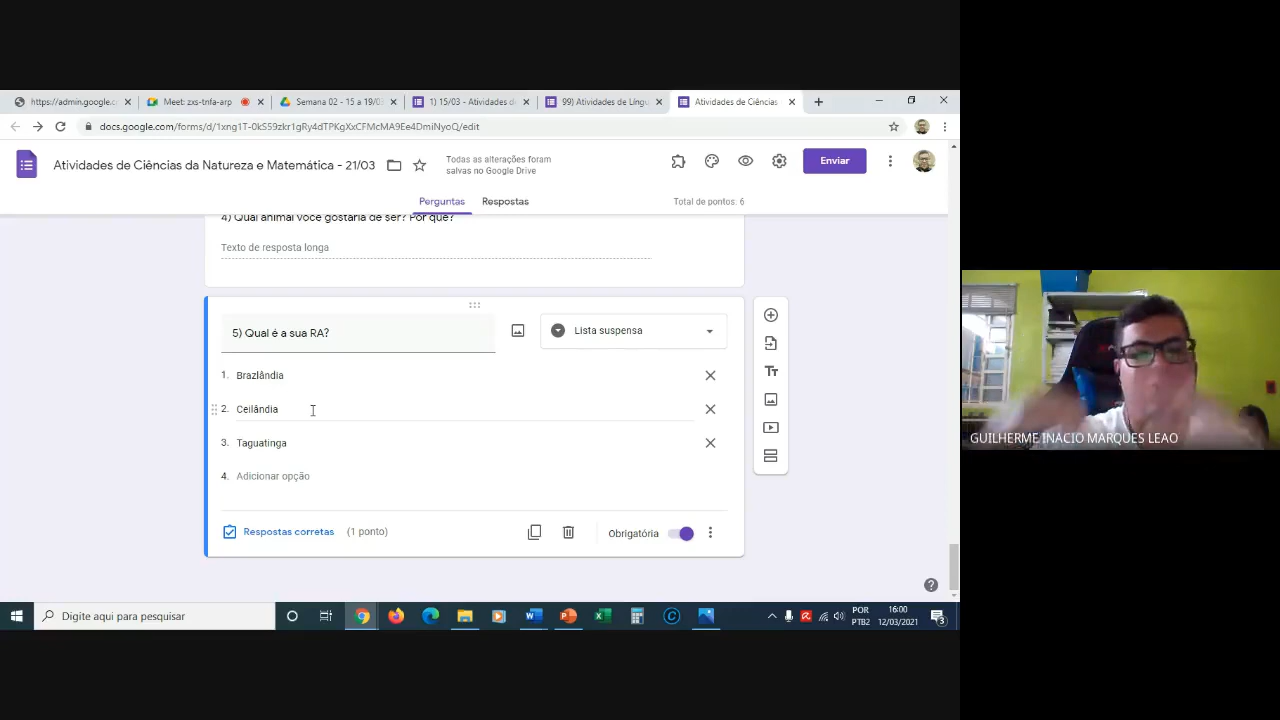 https://admin.google.c
Meet: zxs-tnfa-arp
Semana 02 - 15 a 19/03
1) 15/03 - Atividades de
99) Atividades de Língu
Atividades de Ciências
docs.google.com/forms/d/1xng1T-0kS59zkr1gRy4dTPKgXxCFMcMA9Ee4DmiNyoQ/edit
Atividades de Ciências da Natureza e Matemática - 21/03
Todas as alterações foram
salvas no Google Drive
Enviar
Perguntas
Respostas
Total de pontos: 6
4) Qual animal você gostaria de ser? Por quê?
Texto de resposta longa
5) Qual é a sua RA?
Lista suspensa
1. Brazlândia
2. Ceilândia
3. Taguatinga
4. Adicionar opção
Respostas corretas (1 ponto)
Obrigatória
GUILHERME INACIO MARQUES LEAO
Digite aqui para pesquisar
POR
PTB2
16:00
12/03/2021
3